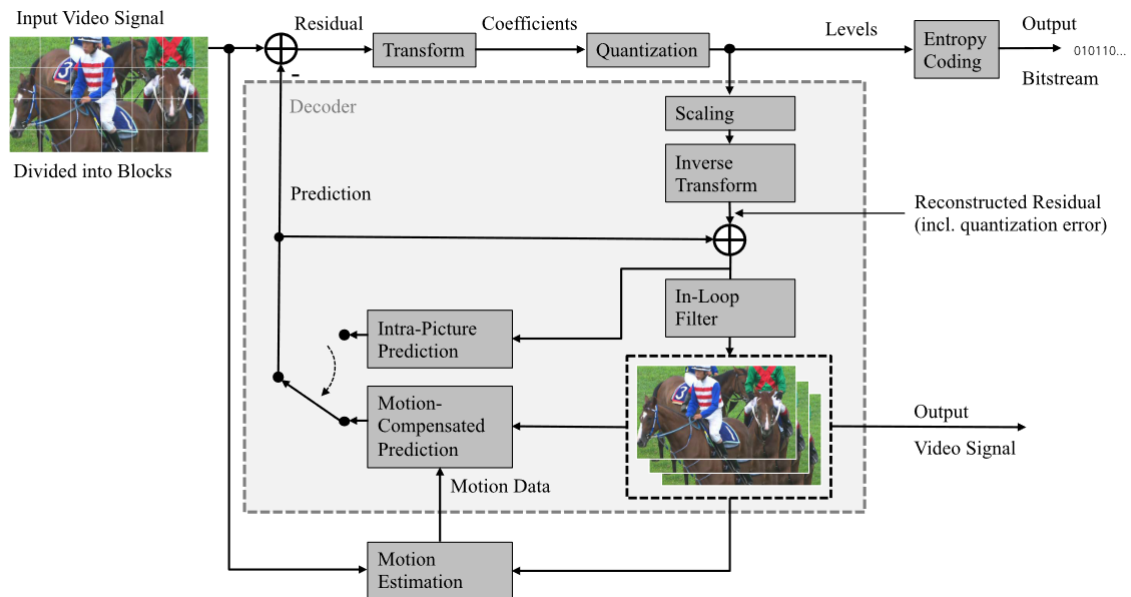 Input Video Signal
Residual
Coefficients
Levels
Output
Transform
Quantization
Entropy
Coding
010110...
Bitstream
3
Divided into Blocks
Decoder
Scaling
Inverse
Transform
Prediction
Reconstructed Residual
(incl. quantization error)
-
In-Loop
Filter
Intra-Picture
Prediction
3
Motion-
Compensated
Prediction
Output
Video Signal
Motion Data
Motion
Estimation